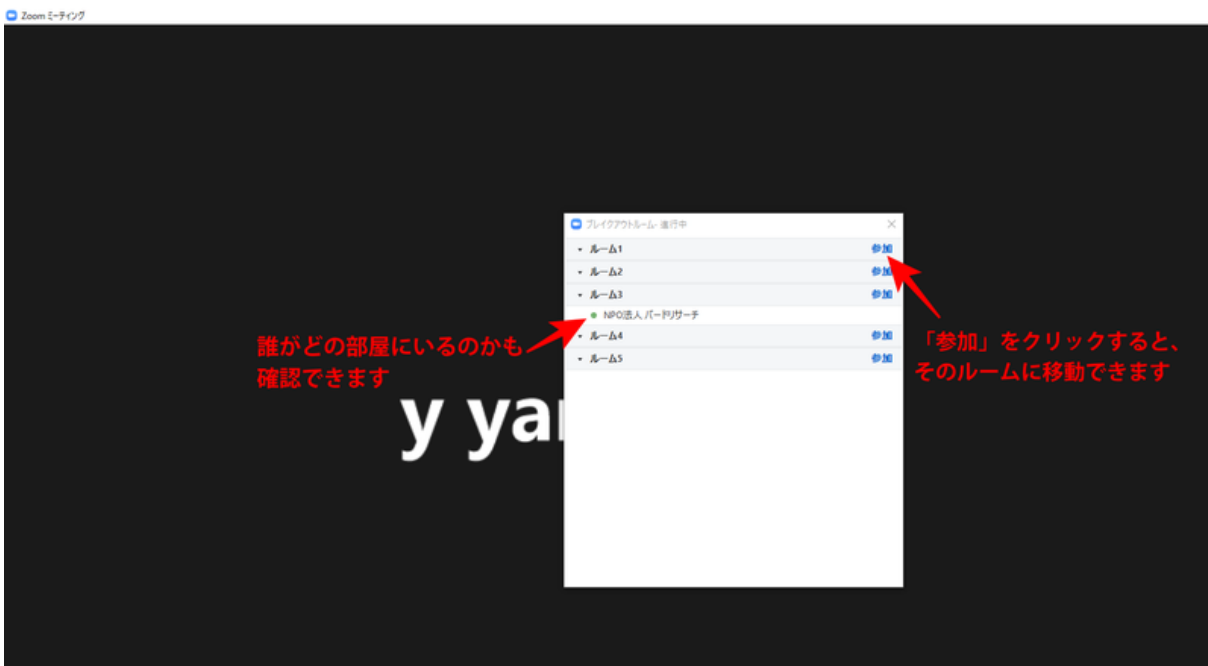 Zoom ミーティング
ブレイクアウトルーム- 進行中
ルーム1 参加
ルーム2 参加
ルーム3 参加
NPO法人 バードリサーチ
ルーム4 参加
ルーム5 参加
誰がどの部屋にいるのかも
確認できます
「参加」をクリックすると、
そのルームに移動できます
y ya